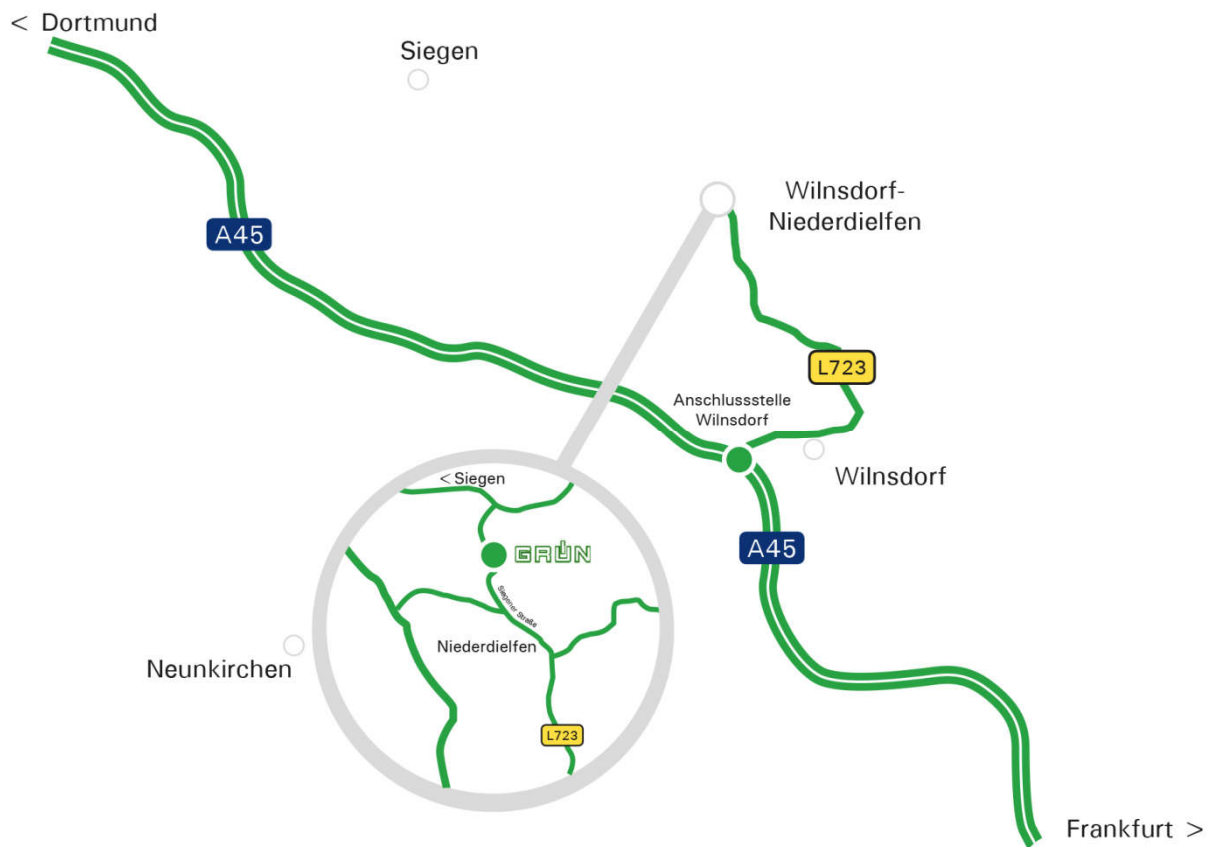 < Dortmund
Siegen
Wilnsdorf-
Niederdielfen
A45
L723
Anschlussstelle
Wilnsdorf
Wilnsdorf
< Siegen
GRÜN
A45
Siegener Straße
Niederdielfen
Neunkirchen
L723
Frankfurt >